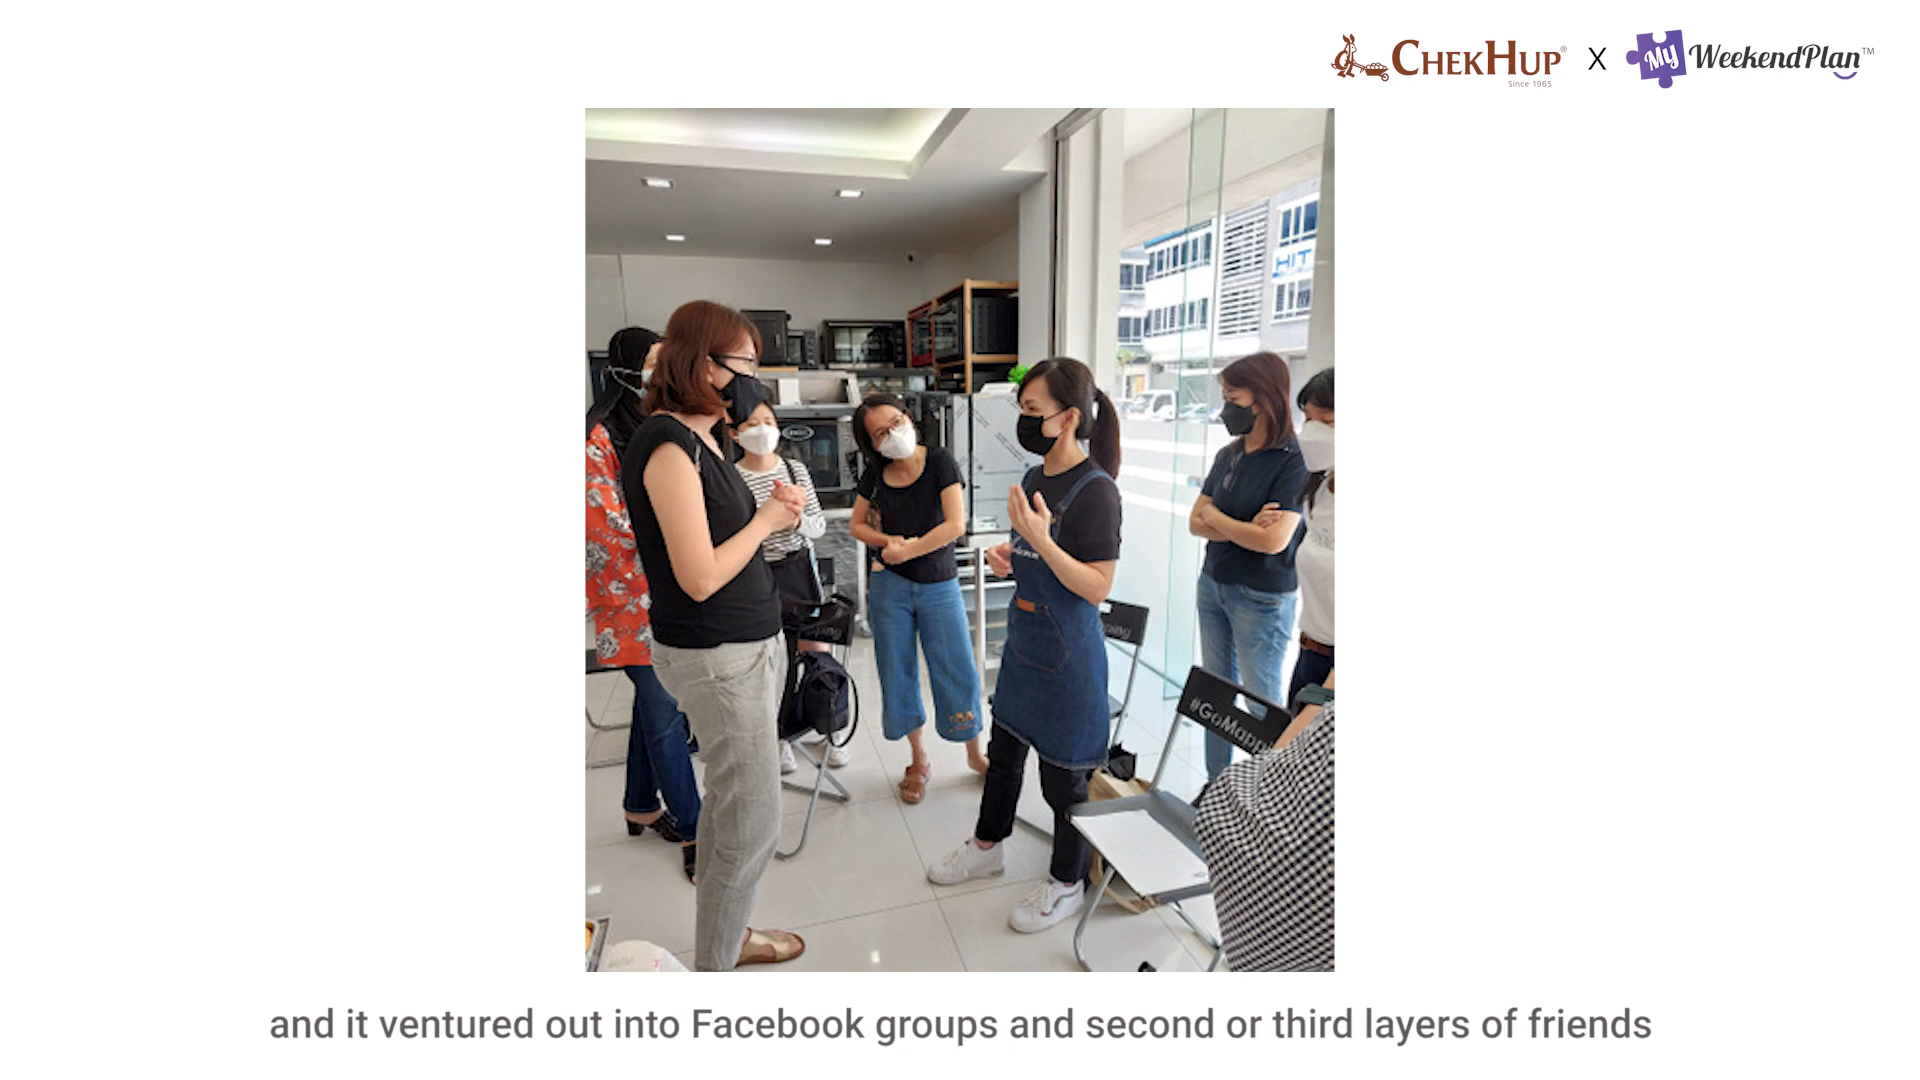 CHEKHUP®
Since 1965
X
My WeekendPlan™
HIT
#GoMappi
and it ventured out into Facebook groups and second or third layers of friends